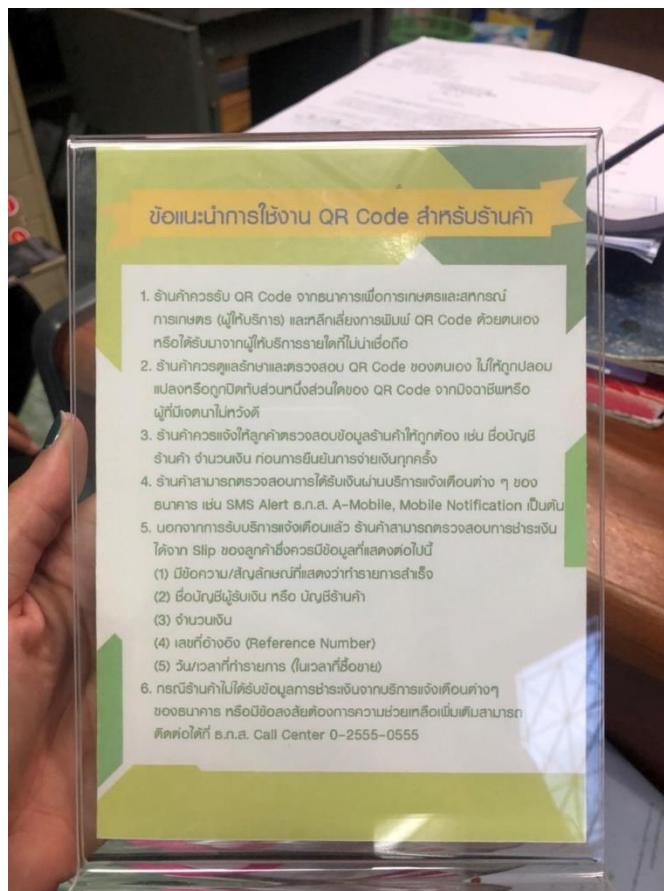 ข้อแนะนำการใช้งาน QR Code สำหรับร้านค้า
1. ร้านค้าควรรับ QR Code จากธนาคารเพื่อการเกษตรและสหกรณ์
การเกษตร (ผู้ให้บริการ) และหลีกเลี่ยงการพิมพ์ QR Code ด้วยตนเอง
หรือได้รับมาจากผู้ให้บริการรายใดที่ไม่น่าเชื่อถือ
2. ร้านค้าควรดูแลรักษาและตรวจสอบ QR Code ของตนเอง ไม่ให้ถูกปลอม
แปลงหรือถูกปิดทับส่วนหนึ่งส่วนใดของ QR Code จากมิจฉาชีพหรือ
ผู้ที่มีเจตนาไม่หวังดี
3. ร้านค้าควรแจ้งให้ลูกค้าตรวจสอบข้อมูลร้านค้าให้ถูกต้อง เช่น ชื่อบัญชี
ร้านค้า จำนวนเงิน ก่อนการยืนยันการจ่ายเงินทุกครั้ง
4. ร้านค้าสามารถตรวจสอบการได้รับเงินผ่านบริการแจ้งเตือนต่าง ๆ ของ
ธนาคาร เช่น SMS Alert ธ.ก.ส. A-Mobile, Mobile Notification เป็นต้น
5. นอกจากการรับบริการแจ้งเตือนแล้ว ร้านค้าสามารถตรวจสอบการชำระเงิน
ได้จาก Slip ของลูกค้าซึ่งควรมีข้อมูลที่แสดงต่อไปนี้
(1) มีข้อความ/สัญลักษณ์ที่แสดงว่าทำรายการสำเร็จ
(2) ชื่อบัญชีผู้รับเงิน หรือ บัญชีร้านค้า
(3) จำนวนเงิน
(4) เลขที่อ้างอิง (Reference Number)
(5) วัน/เวลาที่ทำรายการ (ในเวลาที่ซื้อขาย)
6. กรณีร้านค้าไม่ได้รับข้อมูลการชำระเงินจากบริการแจ้งเตือนต่างๆ
ของธนาคาร หรือมีข้อสงสัยต้องการความช่วยเหลือเพิ่มเติมสามารถ
ติดต่อได้ที่ ธ.ก.ส. Call Center 0-2555-0555